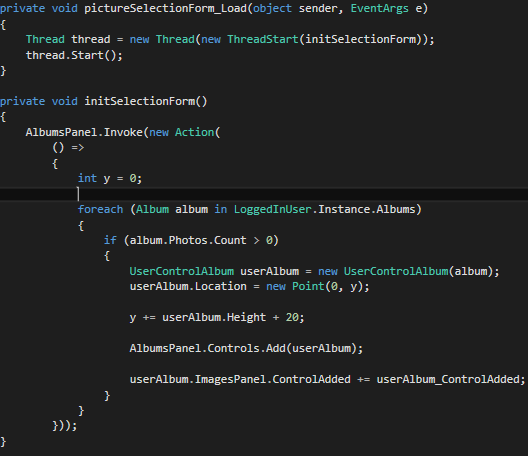 private void pictureSelectionForm_Load(object sender, EventArgs e)
{
    Thread thread = new Thread(new ThreadStart(initSelectionForm));
    thread.Start();
}

private void initSelectionForm()
{
    AlbumsPanel.Invoke(new Action(
        () =>
        {
            int y = 0;

            foreach (Album album in LoggedInUser.Instance.Albums)
            {
                if (album.Photos.Count > 0)
                {
                    UserControlAlbum userAlbum = new UserControlAlbum(album);
                    userAlbum.Location = new Point(0, y);

                    y += userAlbum.Height + 20;

                    AlbumsPanel.Controls.Add(userAlbum);

                    userAlbum.ImagesPanel.ControlAdded += userAlbum_ControlAdded;
                }
            }
        }));
}